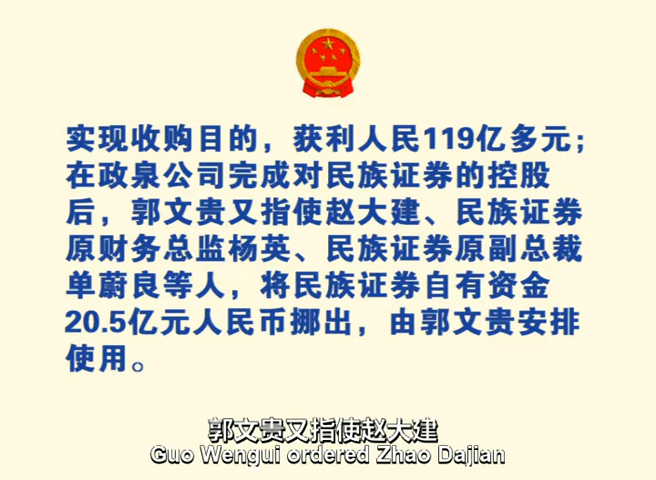 实现收购目的，获利人民119亿多元；
在政泉公司完成对民族证券的控股
后，郭文贵又指使赵大建、民族证券
原财务总监杨英、民族证券原副总裁
单蔚良等人，将民族证券自有资金
20.5亿元人民币挪出，由郭文贵安排
使用。
郭文贵又指使赵大建
Guo Wengui ordered Zhao Dajian